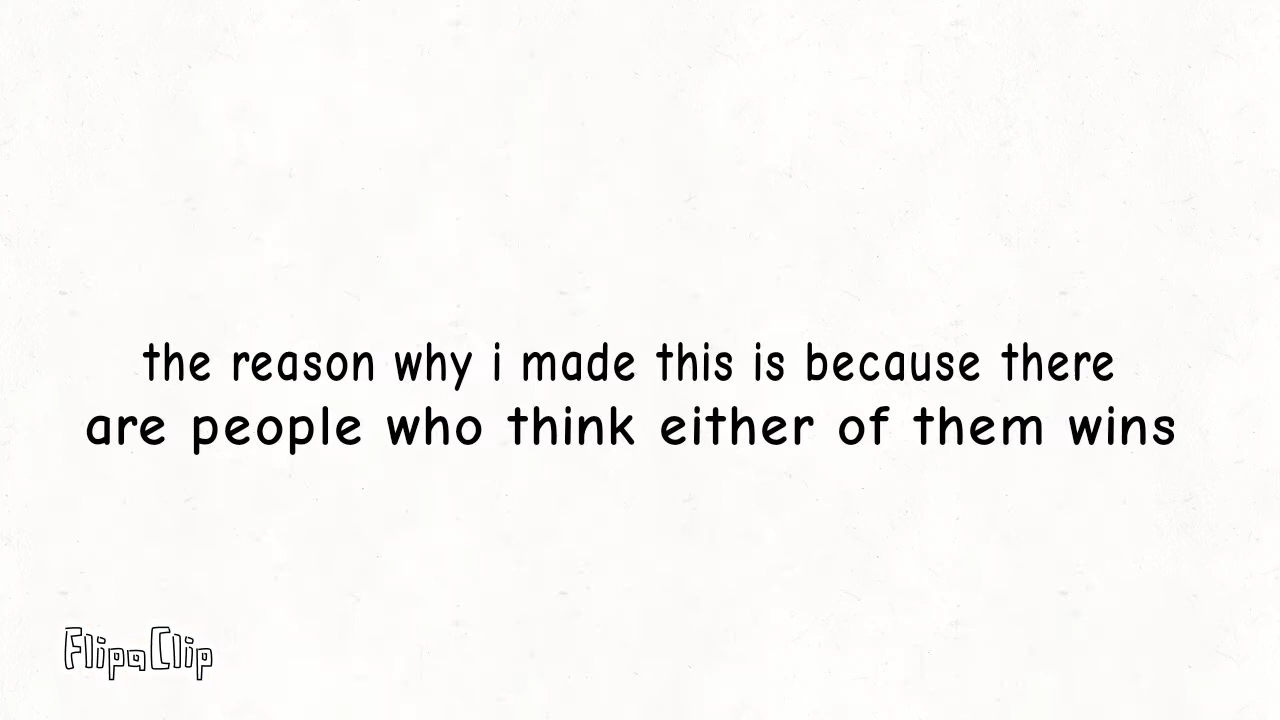 the reason why i made this is because there
are people who think either of them wins
FlipaClip